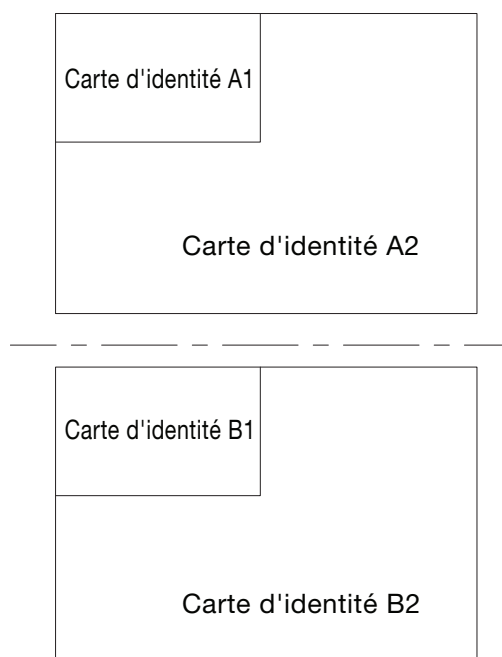 Carte d'identité A1
Carte d'identité A2
Carte d'identité B1
Carte d'identité B2